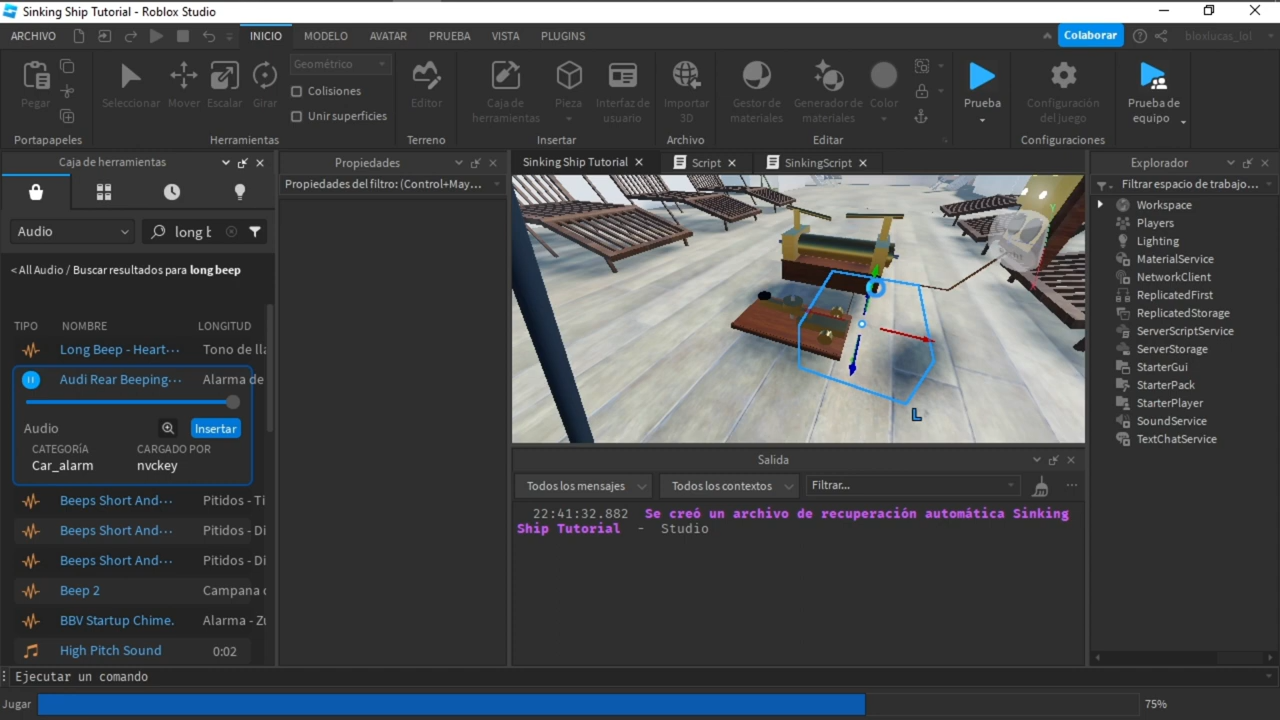 Sinking Ship Tutorial - Roblox Studio
ARCHIVO
INICIO
MODELO
AVATAR
PRUEBA
VISTA
PLUGINS
Colaborar
bloxlucas_lol
Pegar
Portapapeles
Seleccionar
Mover
Escalar
Girar
Geométrico
Colisiones
Unir superficies
Herramientas
Editor
Terreno
Caja de
herramientas
Pieza
Interfaz de
usuario
Insertar
Importar
3D
Archivo
Gestor de
materiales
Generador de
materiales
Color
Editar
Prueba
Configuración
del juego
Configuraciones
Prueba de
equipo
Caja de herramientas
Audio
long b
< All Audio / Buscar resultados para long beep
TIPO NOMBRE LONGITUD
Long Beep - Heart··· Tono de lla
Audi Rear Beeping··· Alarma de
Audio
Insertar
CATEGORÍA CARGADO POR
Car_alarm nvckey
Beeps Short And··· Pitidos - Ti
Beeps Short And··· Pitidos - Di
Beeps Short And··· Pitidos - Di
Beep 2 Campana d
BBV Startup Chime. Alarma - Zu
High Pitch Sound 0:02
Propiedades
Propiedades del filtro: (Control+May...
Sinking Ship Tutorial
Script
SinkingScript
L
Salida
Todos los mensajes
Todos los contextos
Filtrar...
22:41:32.882 Se creó un archivo de recuperación automática Sinking
Ship Tutorial - Studio
Explorador
Filtrar espacio de trabajo...
Workspace
Players
Lighting
MaterialService
NetworkClient
ReplicatedFirst
ReplicatedStorage
ServerScriptService
ServerStorage
StarterGui
StarterPack
StarterPlayer
SoundService
TextChatService
Ejecutar un comando
Jugar
75%